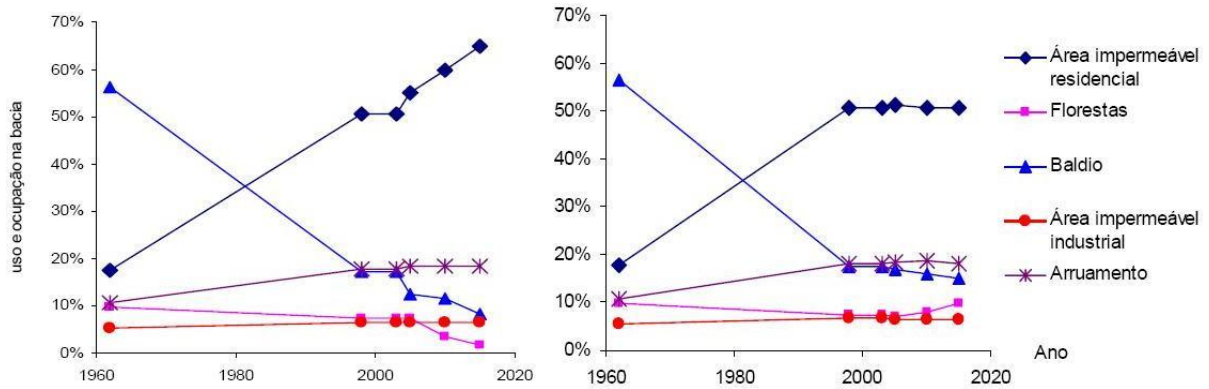 70%
60%
50%
40%
30%
20%
10%
0%
uso e ocupação na bacia
1960
1980
2000
2020
70%
60%
50%
40%
30%
20%
10%
0%
1960
1980
2000
2020
Área impermeável
residencial
Florestas
Baldio
Área impermeável
industrial
Arruamento
Ano